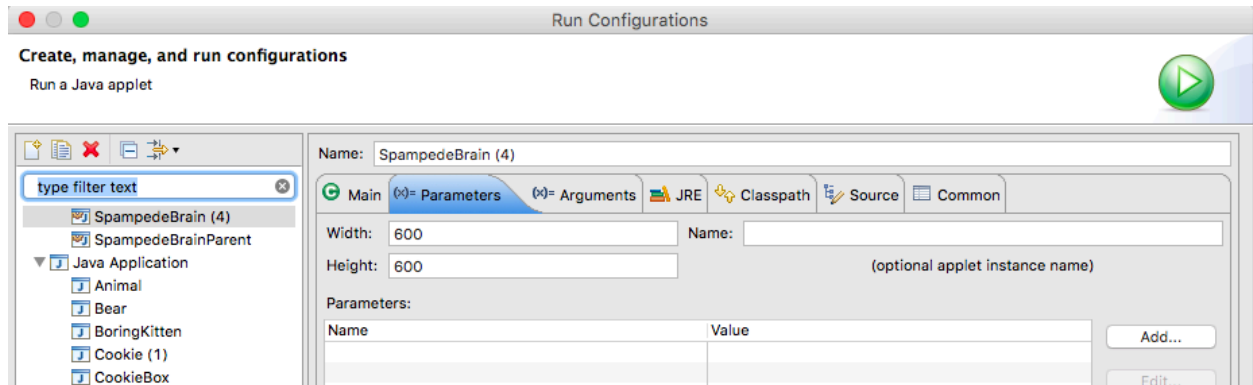 Run Configurations
Create, manage, and run configurations
Run a Java applet
Name: SpampedeBrain (4)
type filter text
SpampedeBrain (4)
SpampedeBrainParent
Java Application
Animal
Bear
BoringKitten
Cookie (1)
CookieBox
Main (x)= Parameters (x)= Arguments JRE Classpath Source Common
Width: 600 Name:
Height: 600 (optional applet instance name)
Parameters:
Name Value
Add...
Edit...